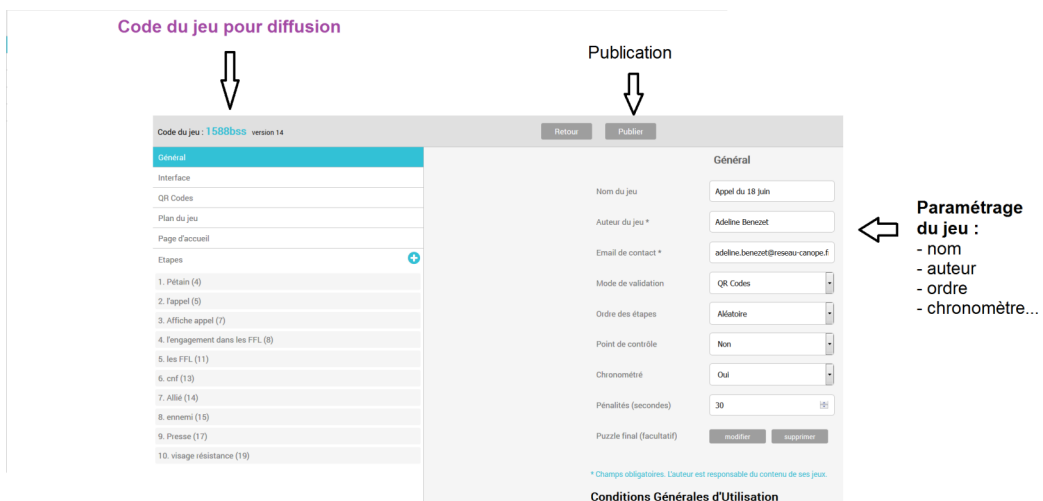 Code du jeu pour diffusion
Publication
Code du jeu : 1588bss version 14
Retour
Publier
Général
Interface
QR Codes
Plan du jeu
Page d'accueil
Etapes
1. Pétain (4)
2. l'appel (5)
3. Affiche appel (7)
4. l'engagement dans les FFL (8)
5. les FFL (11)
6. cnf (13)
7. Allié (14)
8. ennemi (15)
9. Presse (17)
10. visage résistance (19)
Général
Nom du jeu Appel du 18 juin
Auteur du jeu * Adeline Benezet
Email de contact * adeline.benezet@reseau-canope.f
Mode de validation QR Codes
Ordre des étapes Aléatoire
Point de contrôle Non
Chronométré Oui
Pénalités (secondes) 30
Puzzle final (facultatif) modifier supprimer
* Champs obligatoires. L'auteur est responsable du contenu de ses jeux.
Conditions Générales d'Utilisation
Paramétrage
du jeu :
- nom
- auteur
- ordre
- chronomètre...